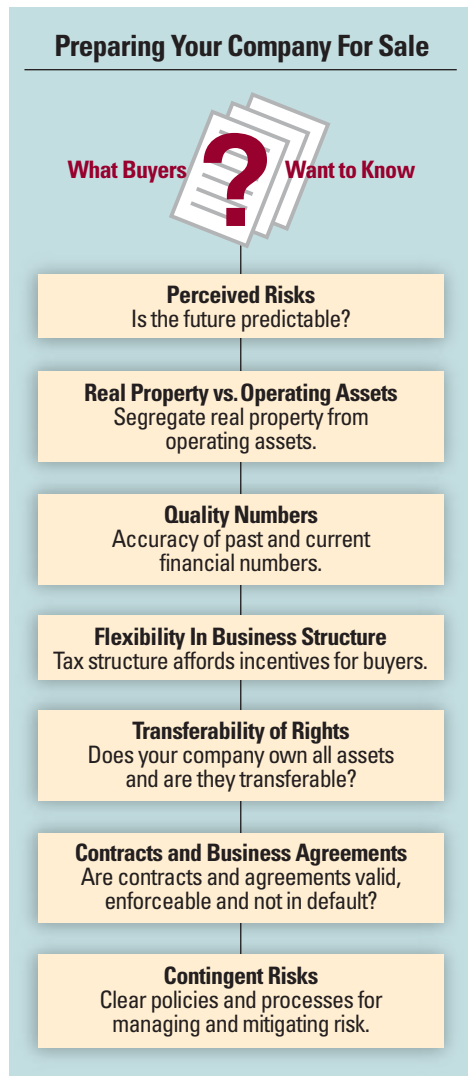 Preparing Your Company For Sale
What Buyers ? Want to Know
Perceived Risks
Is the future predictable?
Real Property vs. Operating Assets
Segregate real property from
operating assets.
Quality Numbers
Accuracy of past and current
financial numbers.
Flexibility In Business Structure
Tax structure affords incentives for buyers.
Transferability of Rights
Does your company own all assets
and are they transferable?
Contracts and Business Agreements
Are contracts and agreements valid,
enforceable and not in default?
Contingent Risks
Clear policies and processes for
managing and mitigating risk.